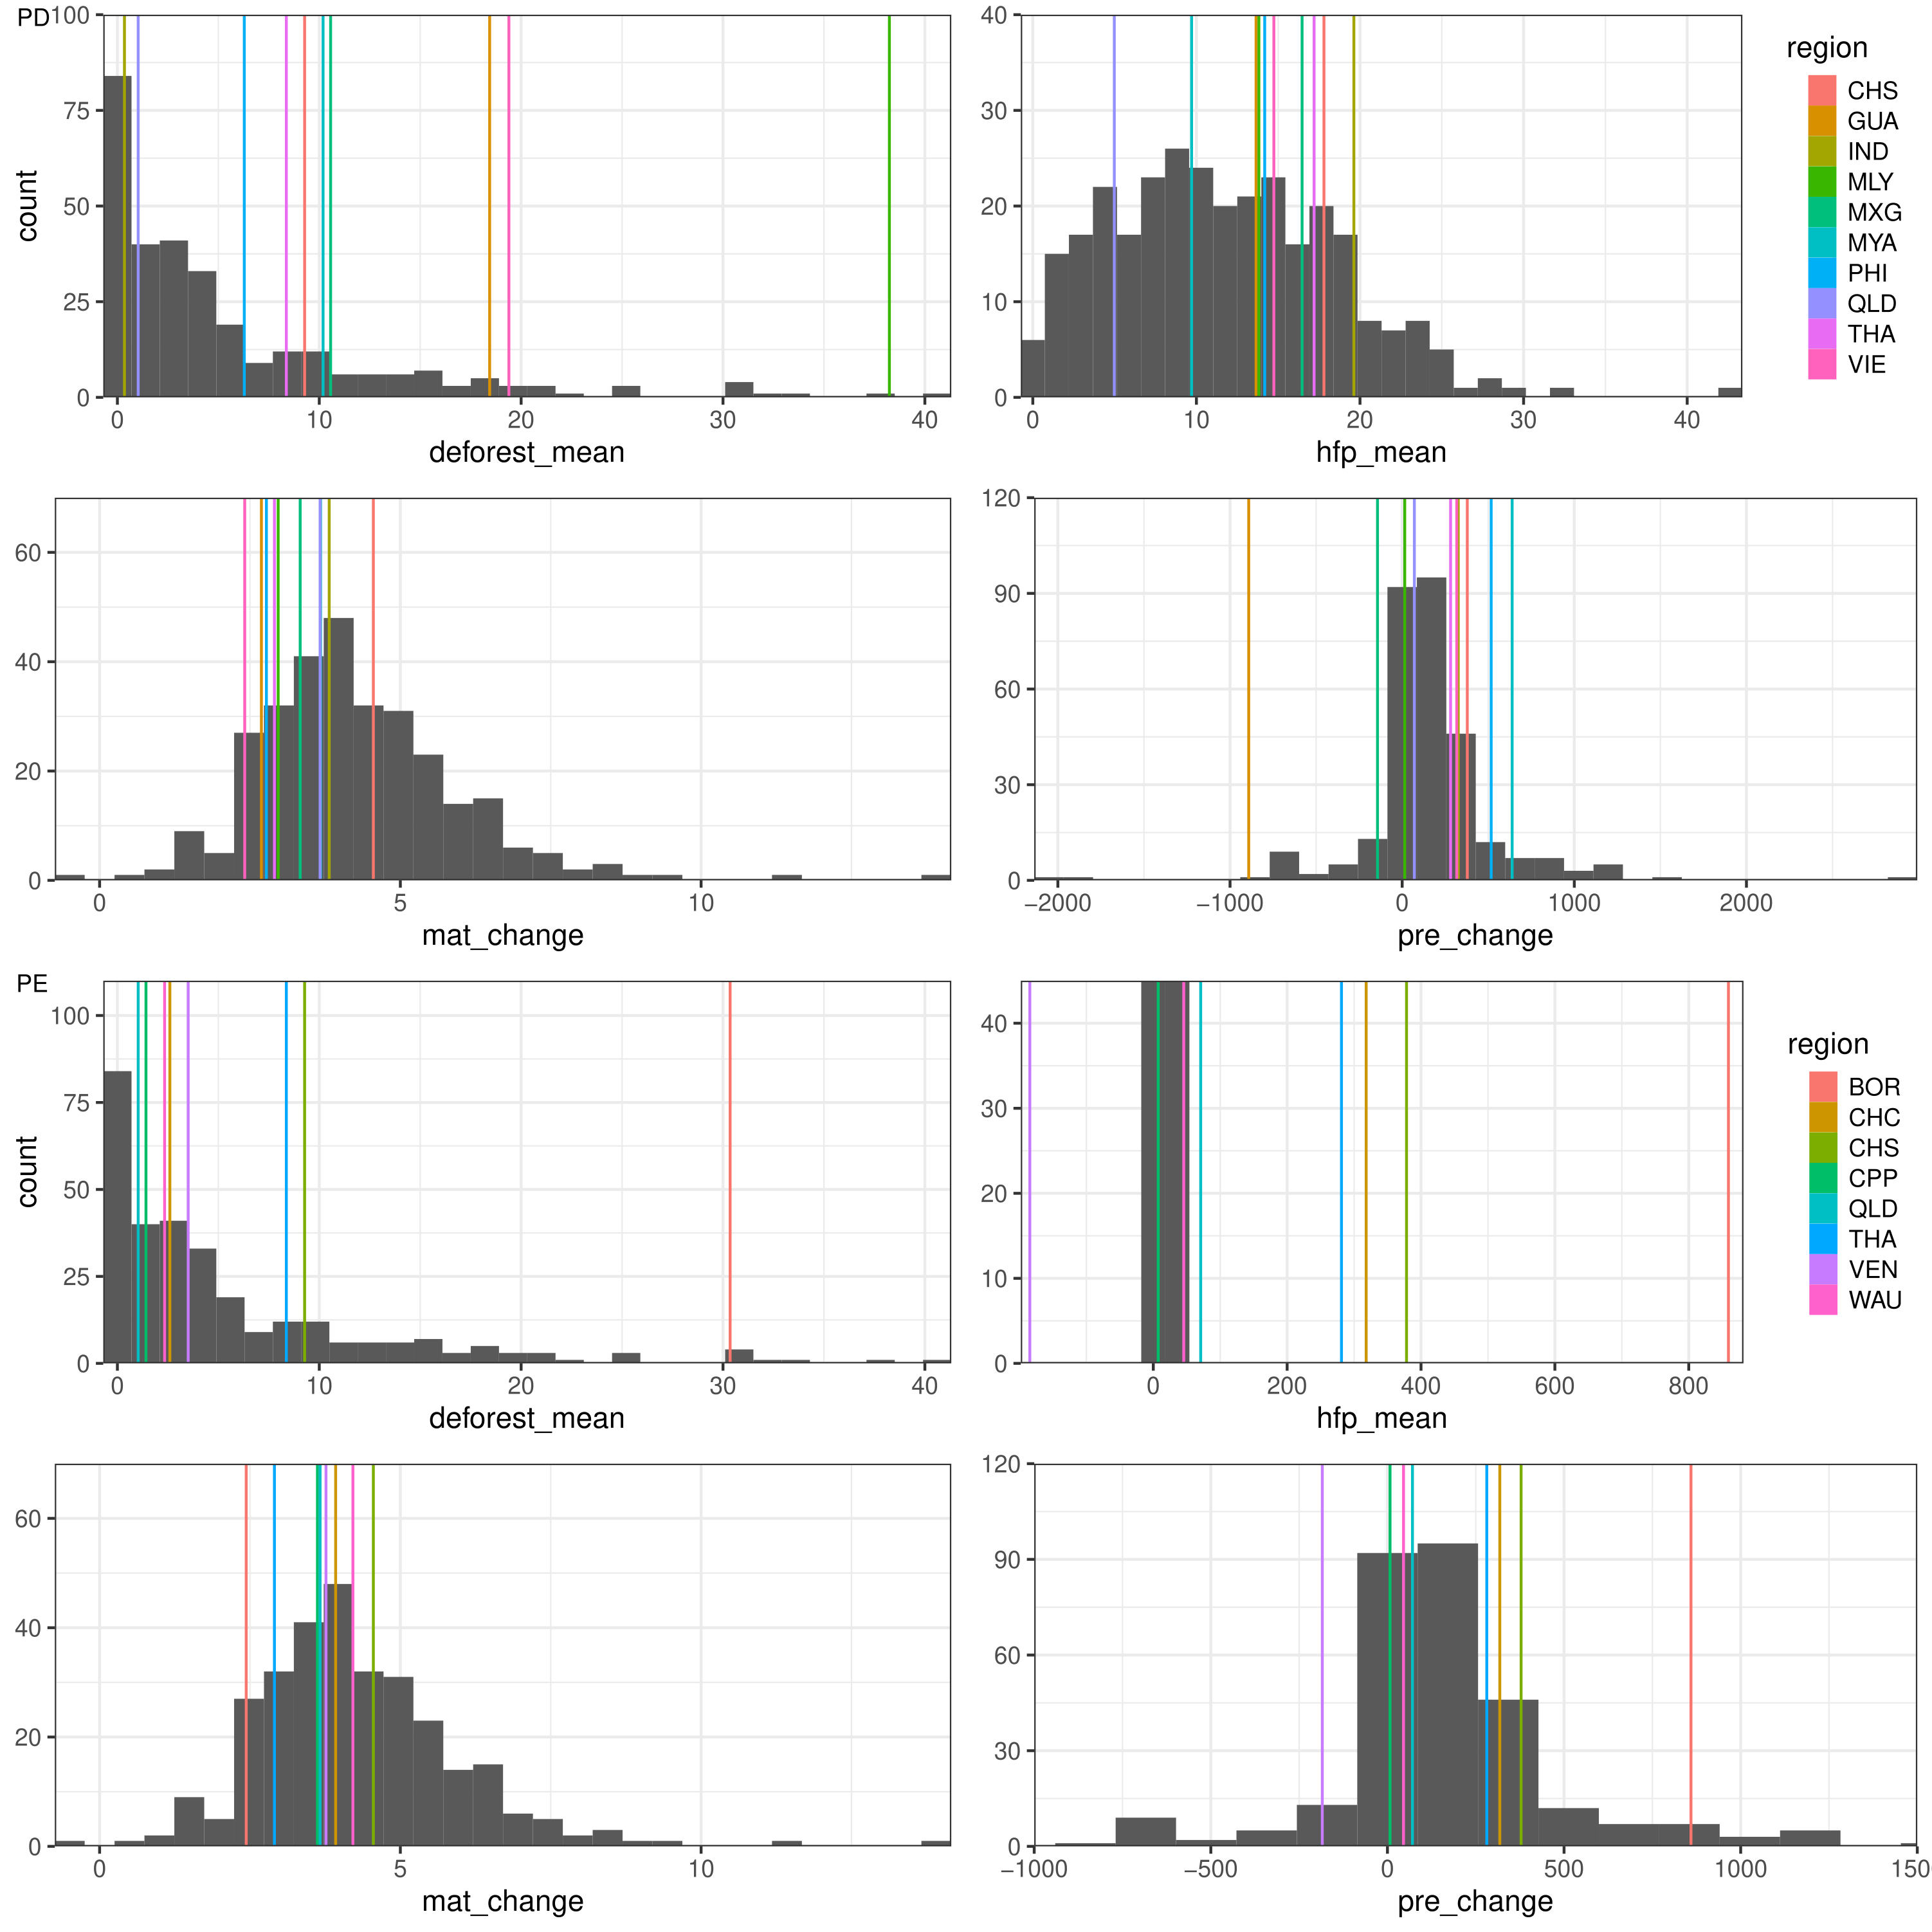 PD
100
75
50
25
0
count
0 10 20 30 40
deforest_mean
40
30
20
10
0
0 10 20 30 40
hfp_mean
region
CHS
GUA
IND
MLY
MXG
MYA
PHI
QLD
THA
VIE
60
40
20
0
0 5 10
mat_change
120
90
60
30
0
−2000 −1000 0 1000 2000
pre_change
PE
100
75
50
25
0
count
0 10 20 30 40
deforest_mean
40
30
20
10
0
0 200 400 600 800
hfp_mean
region
BOR
CHC
CHS
CPP
QLD
THA
VEN
WAU
60
40
20
0
0 5 10
mat_change
120
90
60
30
0
−1000 −500 0 500 1000 150
pre_change